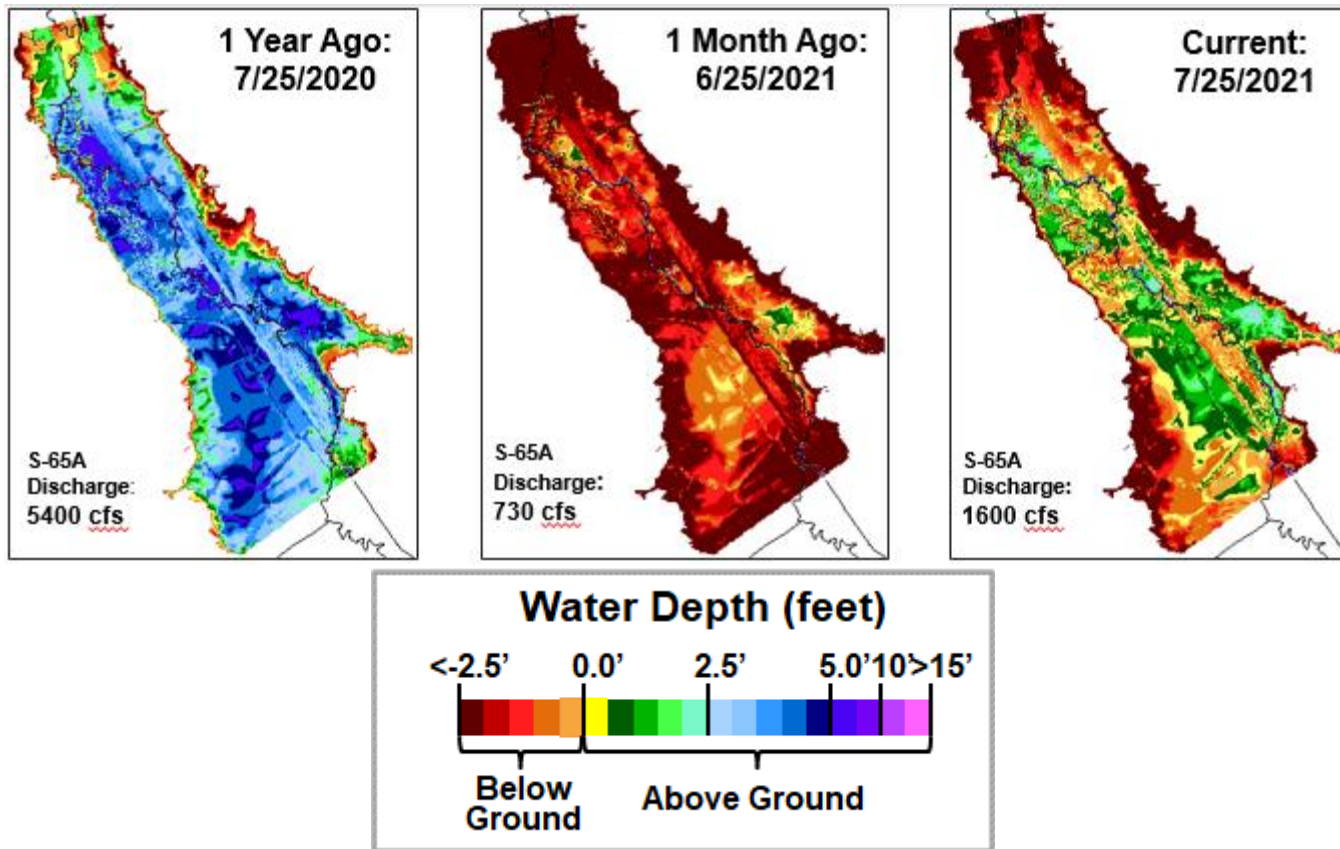 1 Year Ago:
7/25/2020
S-65A
Discharge:
5400 cfs
1 Month Ago:
6/25/2021
S-65A
Discharge:
730 cfs
Current:
7/25/2021
S-65A
Discharge:
1600 cfs
Water Depth (feet)
<-2.5’ 0.0’ 2.5’ 5.0’10’>15’
Below
Ground
Above Ground